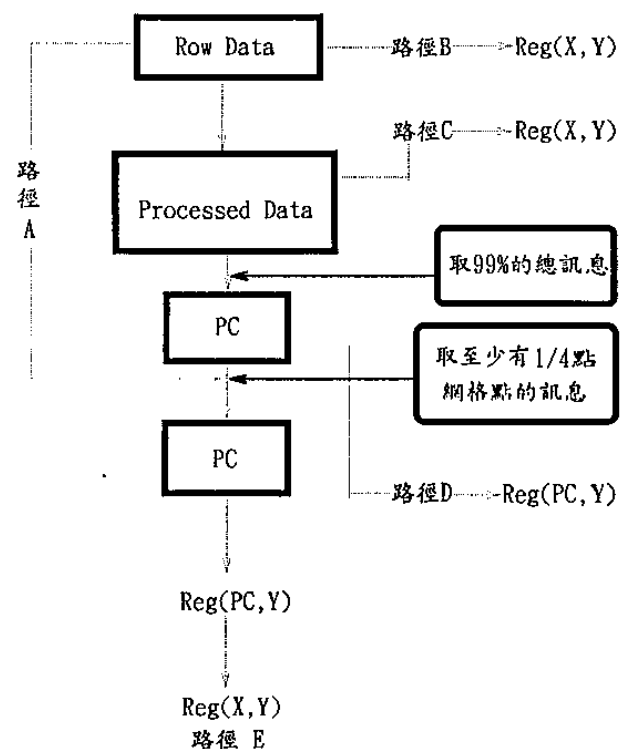 Row Data
路徑B
Reg(X,Y)
路徑C
Reg(X,Y)
路
徑
A
Processed Data
取99%的總訊息
PC
取至少有1/4點
網格點的訊息
PC
路徑D
Reg(PC,Y)
Reg(PC,Y)
Reg(X,Y)
路徑 E